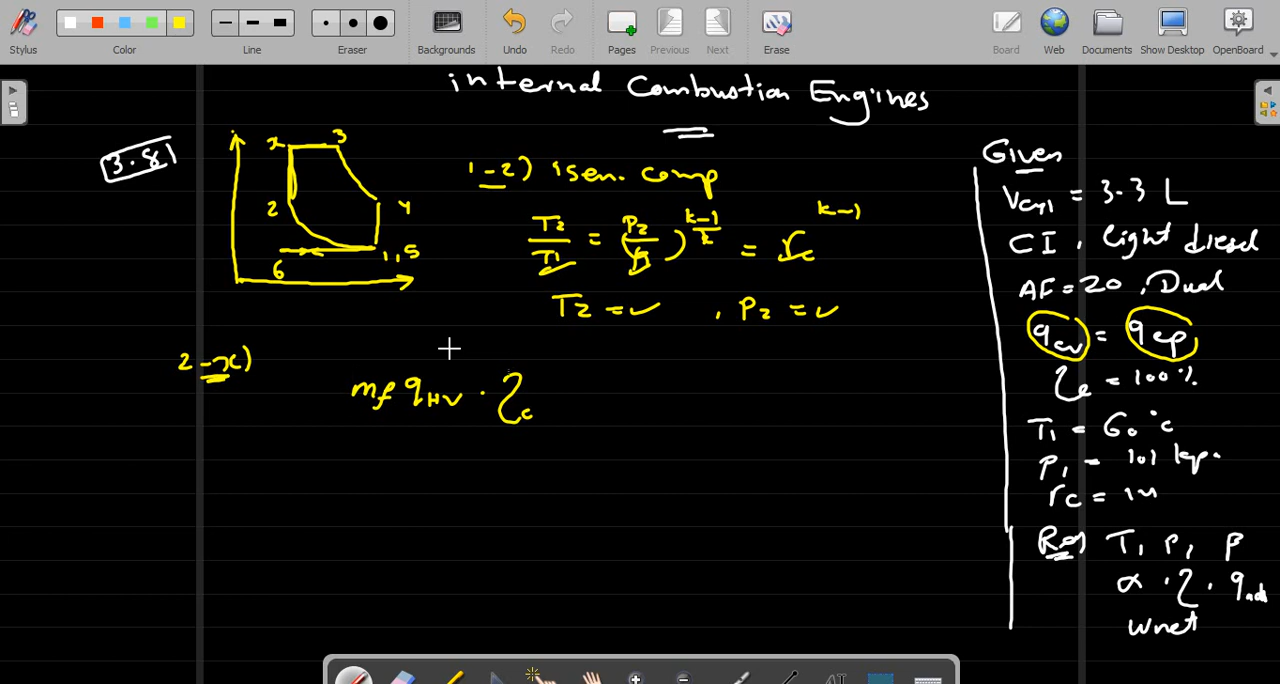 Stylus Color Line Eraser Backgrounds Undo Redo Pages Previous Next Erase Board Web Documents Show Desktop OpenBoard
internal Combustion Engines
3.8)
x 3
2 4
6 1,5
1-2) isen. comp
T2/T1 = (P2/P1)^(k-1/k) = rc^(k-1)
T2 = ✓ , P2 = ✓
2-x)
mf qHV · ηc
Given
Vcyl = 3.3 L
CI, light diesel
AF = 20, Dual
qcv = qcp
ηc = 100 %
T1 = 60 °c
P1 = 101 kp
rc = 14
Req) T, P, β
α . η . qadd
wnet